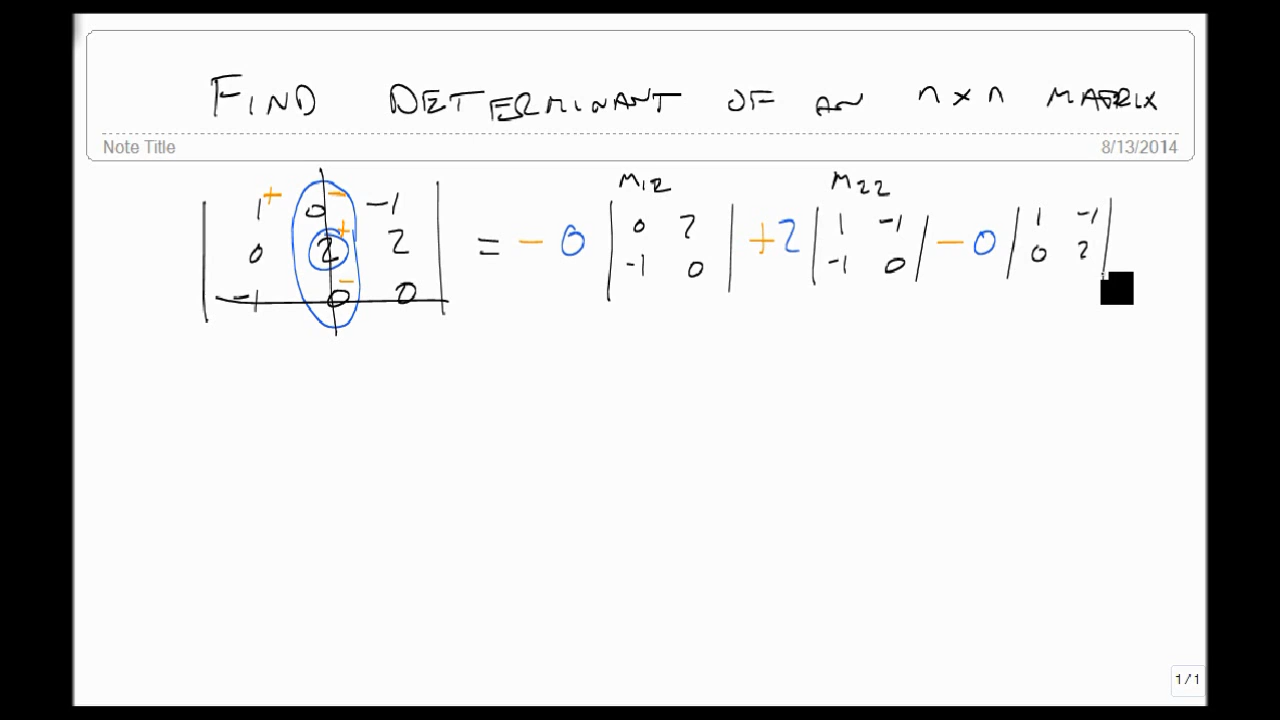 FIND DETERMINANT OF AN n x n MATRIX
Note Title 8/13/2014
M12 M22
| 1+ 0- -1 |
| 0 2+ 2 | = - 0 | 0 2 | + 2 | 1 -1 | - 0 | 1 -1 |
| -1 0- 0 | | -1 0 | | -1 0 | | 0 2 |
1/1